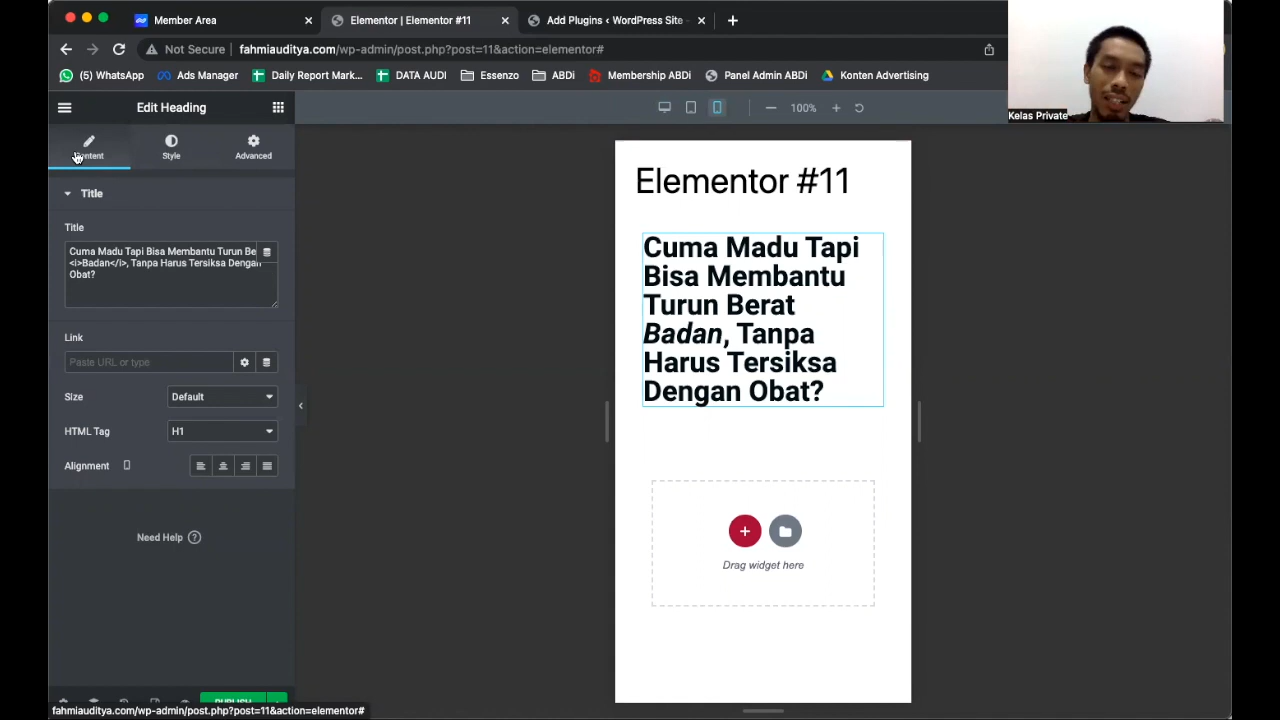 Member Area
Elementor | Elementor #11
Add Plugins ‹ WordPress Site
Not Secure
fahmiauditya.com/wp-admin/post.php?post=11&action=elementor#
(5) WhatsApp
Ads Manager
Daily Report Mark...
DATA AUDI
Essenzo
ABDi
Membership ABDi
Panel Admin ABDi
Konten Advertising
Kelas Private
Edit Heading
100%
Content
Style
Advanced
Title
Title
Cuma Madu Tapi Bisa Membantu Turun Be
<i>Badan</i>, Tanpa Harus Tersiksa Dengan
Obat?
Link
Paste URL or type
Size
Default
HTML Tag
H1
Alignment
Need Help ?
PUBLISH
fahmiauditya.com/wp-admin/post.php?post=11&action=elementor#
Elementor #11
Cuma Madu Tapi
Bisa Membantu
Turun Berat
Badan, Tanpa
Harus Tersiksa
Dengan Obat?
Drag widget here